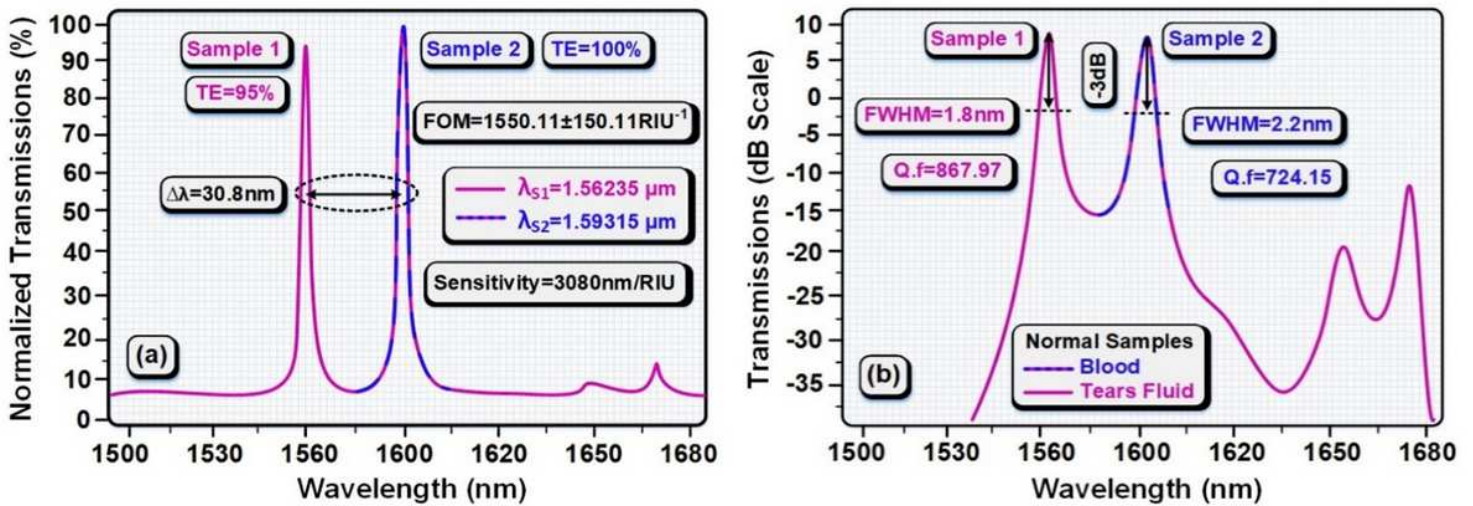 Normalized Transmissions (%)
100
90
80
70
60
50
40
30
20
10
0
Sample 1
TE=95%
Sample 2
TE=100%
FOM=1550.11±150.11RIU⁻¹
Δλ=30.8nm
λS1=1.56235 µm
λS2=1.59315 µm
Sensitivity=3080nm/RIU
(a)
1500 1530 1560 1600 1620 1650 1680
Wavelength (nm)
Transmissions (dB Scale)
10
5
0
-5
-10
-15
-20
-25
-30
-35
Sample 1
-3dB
Sample 2
FWHM=1.8nm
FWHM=2.2nm
Q.f=867.97
Q.f=724.15
Normal Samples
Blood
Tears Fluid
(b)
1500 1530 1560 1600 1620 1650 1680
Wavelength (nm)